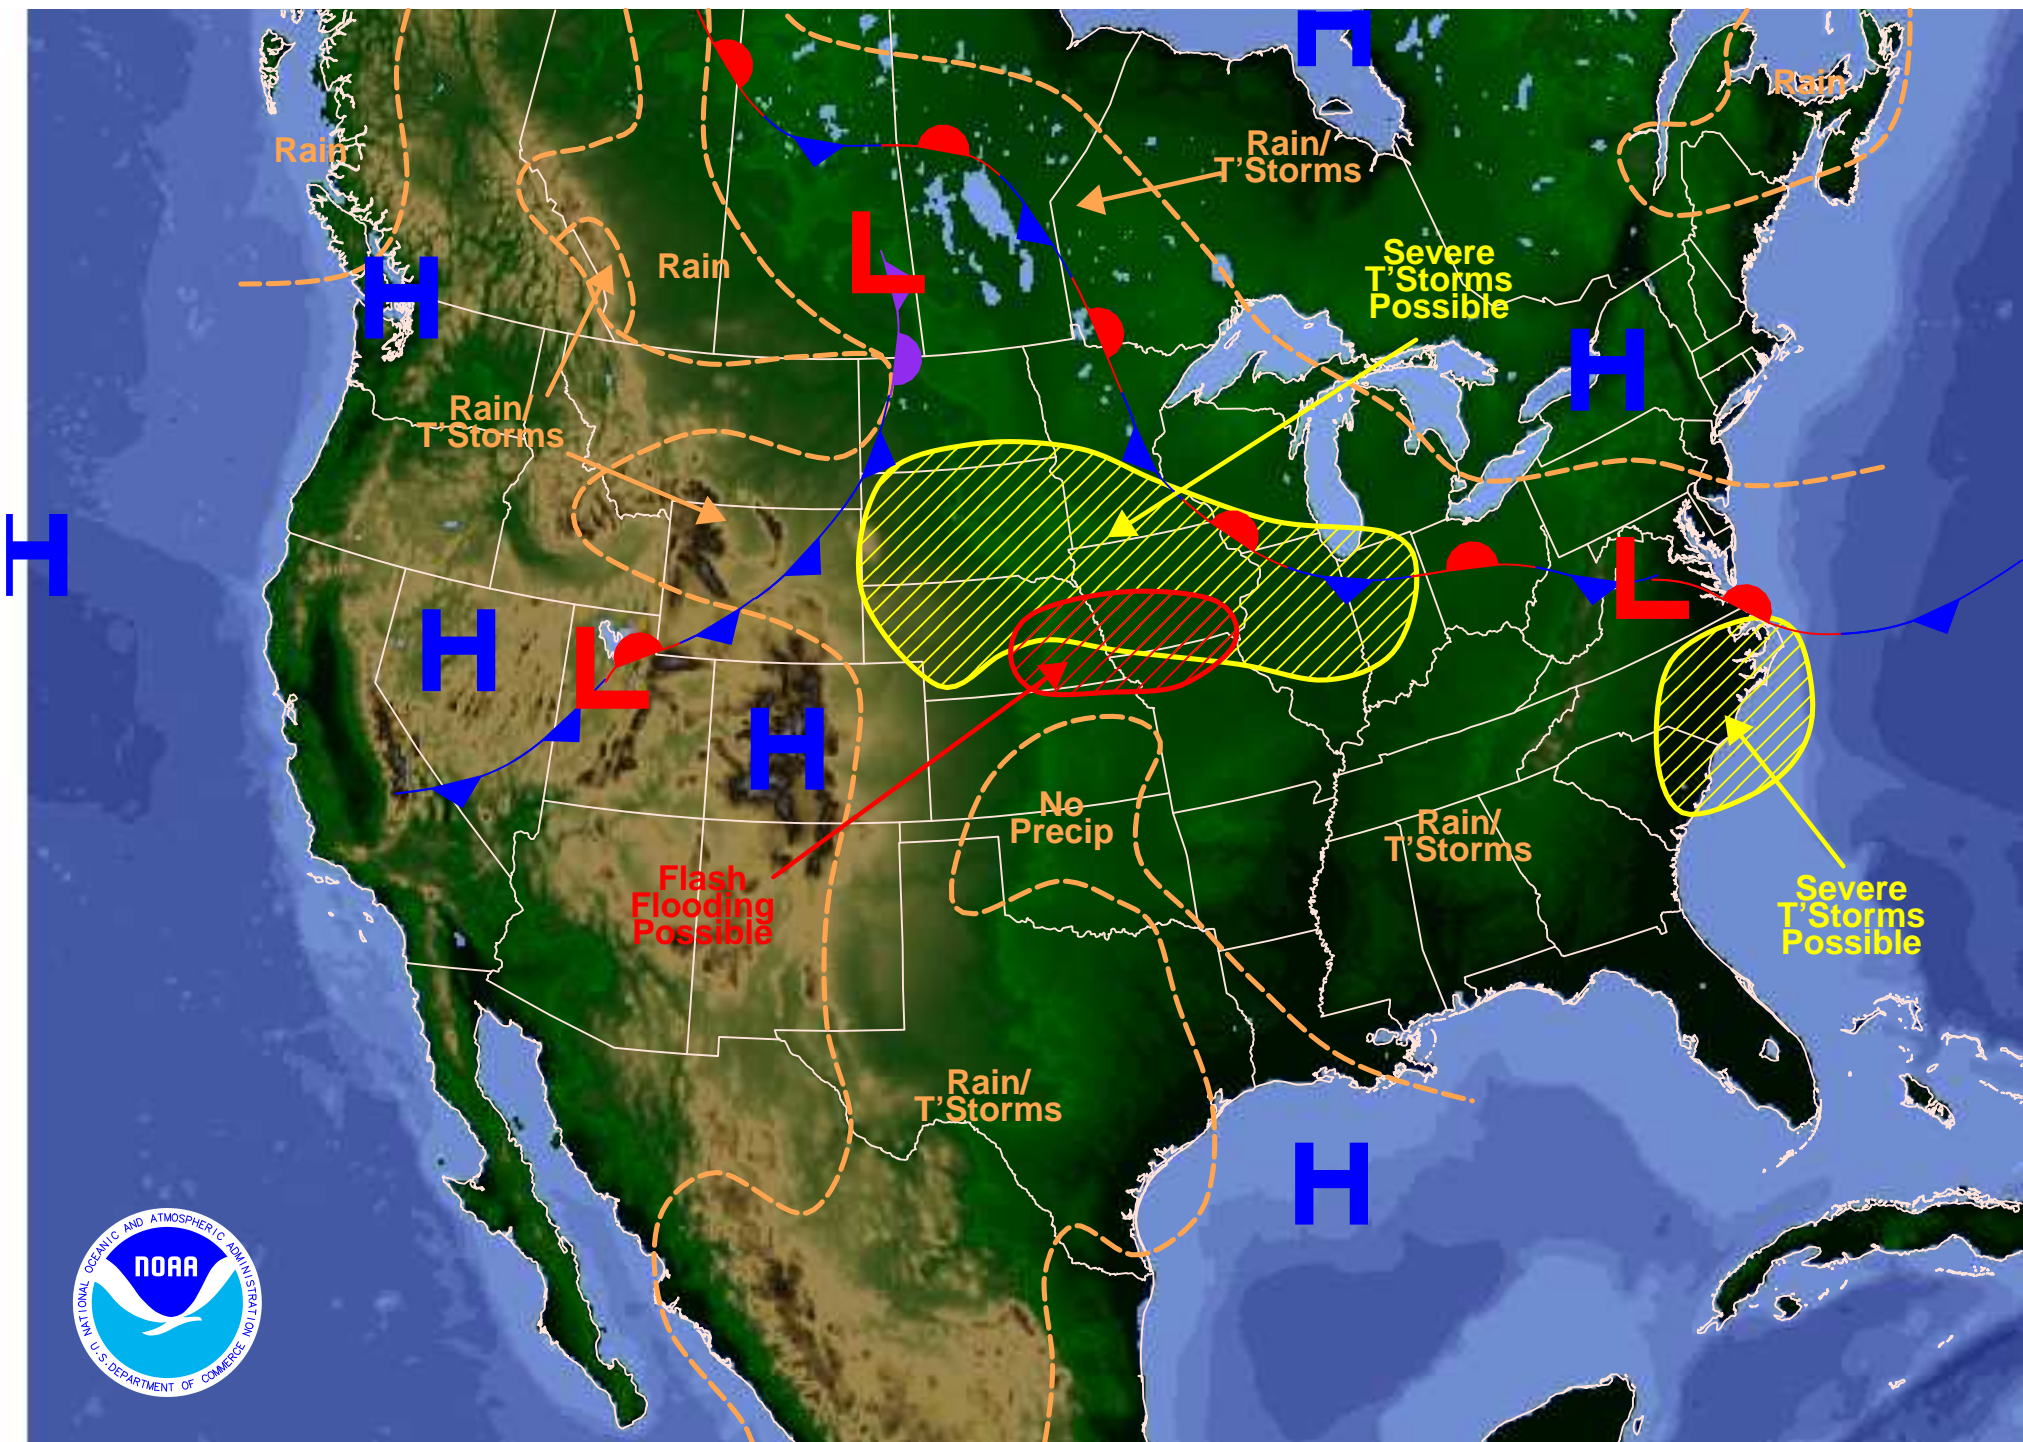 H
Rain
Rain
Rain/
T'Storms
Severe
T'Storms
Possible
L
Rain
H
H
Rain/
T'Storms
H
L
H
L
H
No
Precip
Rain/
T'Storms
Flash
Flooding
Possible
Severe
T'Storms
Possible
Rain/
T'Storms
H
NATIONAL OCEANIC AND ATMOSPHERIC ADMINISTRATION
NOAA
U.S. DEPARTMENT OF COMMERCE